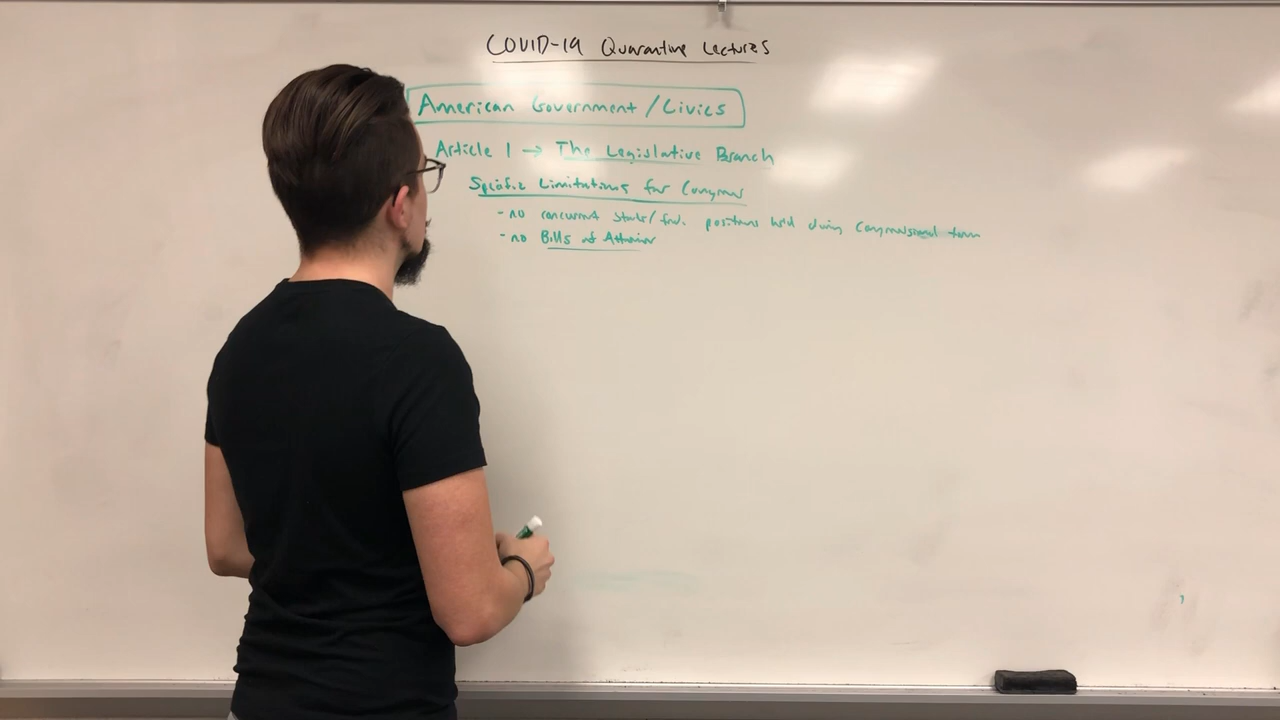 COVID-19 Quarantine Lectures
American Government/Civics
Article 1 → The Legislative Branch
Specific Limitations for Congress
- no concurrent State/fed. positions held during Congressional term
- no Bills of Attainder